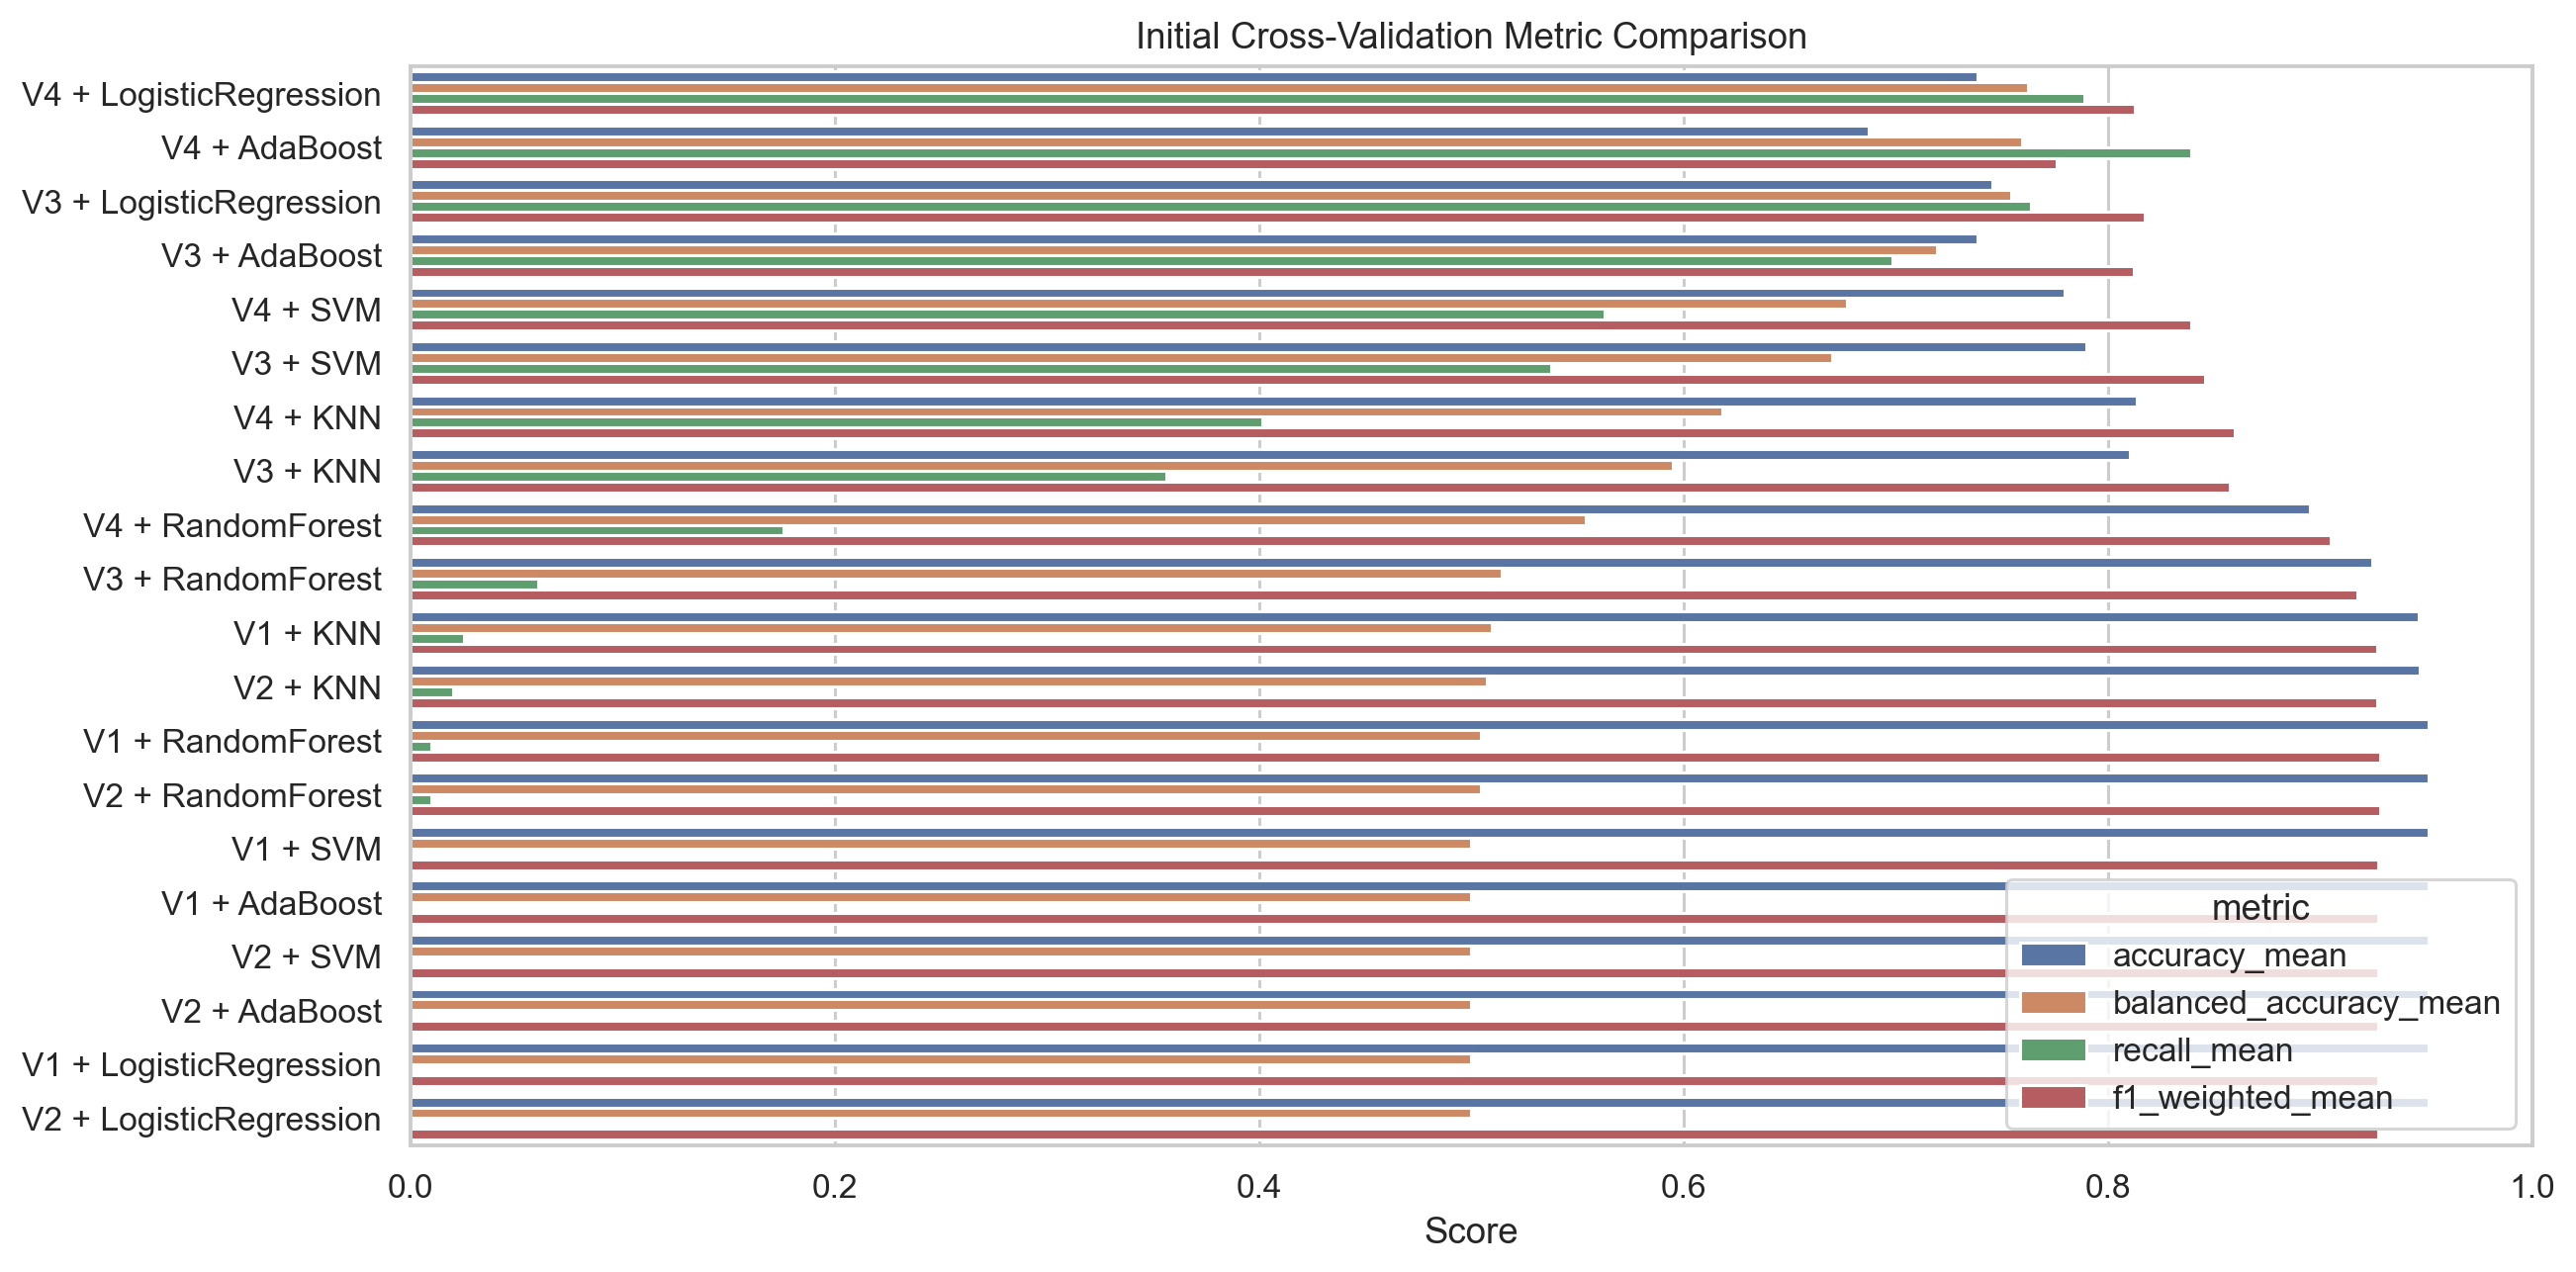 Initial Cross-Validation Metric Comparison
V4 + LogisticRegression
V4 + AdaBoost
V3 + LogisticRegression
V3 + AdaBoost
V4 + SVM
V3 + SVM
V4 + KNN
V3 + KNN
V4 + RandomForest
V3 + RandomForest
V1 + KNN
V2 + KNN
V1 + RandomForest
V2 + RandomForest
V1 + SVM
V1 + AdaBoost
V2 + SVM
V2 + AdaBoost
V1 + LogisticRegression
V2 + LogisticRegression
metric
accuracy_mean
balanced_accuracy_mean
recall_mean
f1_weighted_mean
0.0 0.2 0.4 0.6 0.8 1.0
Score